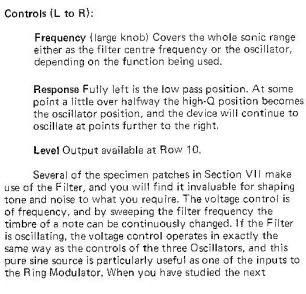 Controls (L to R):
Frequency (large knob) Covers the whole sonic range
either as the filter centre frequency or the oscillator,
depending on the function being used.
Response Fully left is the low pass position. At some
point a little over halfway the high-Q position becomes
the oscillator position, and the device will continue to
oscillate at points further to the right.
Level Output available at Row 10.
Several of the specimen patches in Section VII make
use of the Filter, and you will find it invaluable for shaping
tone and noise to what you require. The voltage control is
of frequency, and by sweeping the filter frequency the
timbre of a note can be continuously changed. If the Filter
is oscillating, the voltage control operates in exactly the
same way as the controls of the three Oscillators, and this
pure sine source is particularly useful as one of the inputs to
the Ring Modulator. When you have studied the next